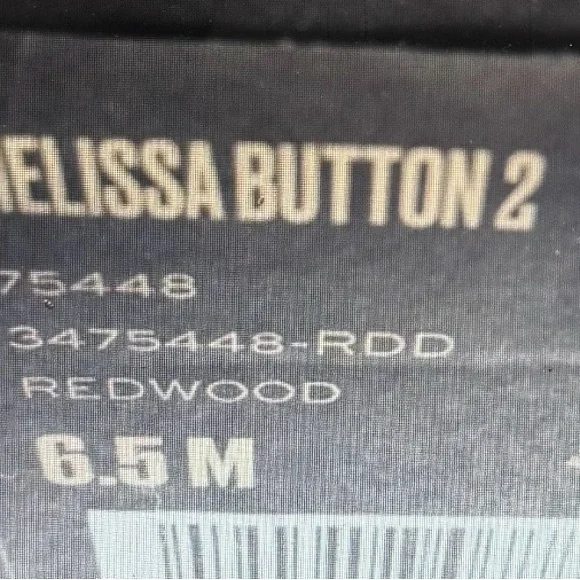 MELISSA BUTTON 2
75448
3475448-RDD
REDWOOD
6.5 M